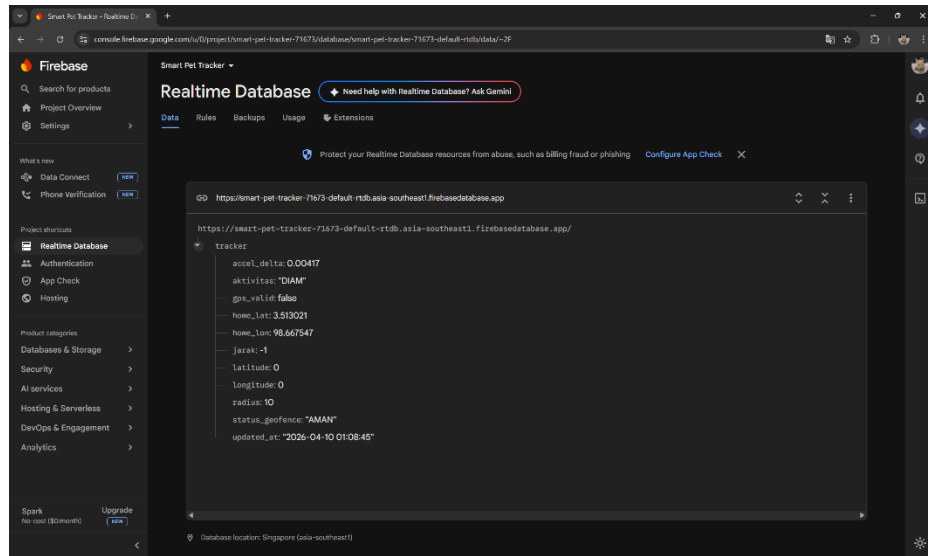 Smart Pet Tracker - Realtime Da
console.firebase.google.com/u/0/project/smart-pet-tracker-71673/database/smart-pet-tracker-71673-default-rtdb/data/~2F
Firebase
Search for products
Project Overview
Settings
What's new
Data Connect NEW
Phone Verification NEW
Project shortcuts
Realtime Database
Authentication
App Check
Hosting
Product categories
Databases & Storage
Security
AI services
Hosting & Serverless
DevOps & Engagement
Analytics
Spark
No-cost ($0/month)
Upgrade
NEW
Smart Pet Tracker
Realtime Database
Need help with Realtime Database? Ask Gemini
Data Rules Backups Usage Extensions
Protect your Realtime Database resources from abuse, such as billing fraud or phishing Configure App Check
https://smart-pet-tracker-71673-default-rtdb.asia-southeast1.firebasedatabase.app
https://smart-pet-tracker-71673-default-rtdb.asia-southeast1.firebasedatabase.app/
tracker
accel_delta: 0.00417
aktivitas: "DIAM"
gps_valid: false
home_lat: 3.513021
home_lon: 98.667547
jarak: -1
latitude: 0
longitude: 0
radius: 10
status_geofence: "AMAN"
updated_at: "2026-04-10 01:08:45"
Database location: Singapore (asia-southeast1)